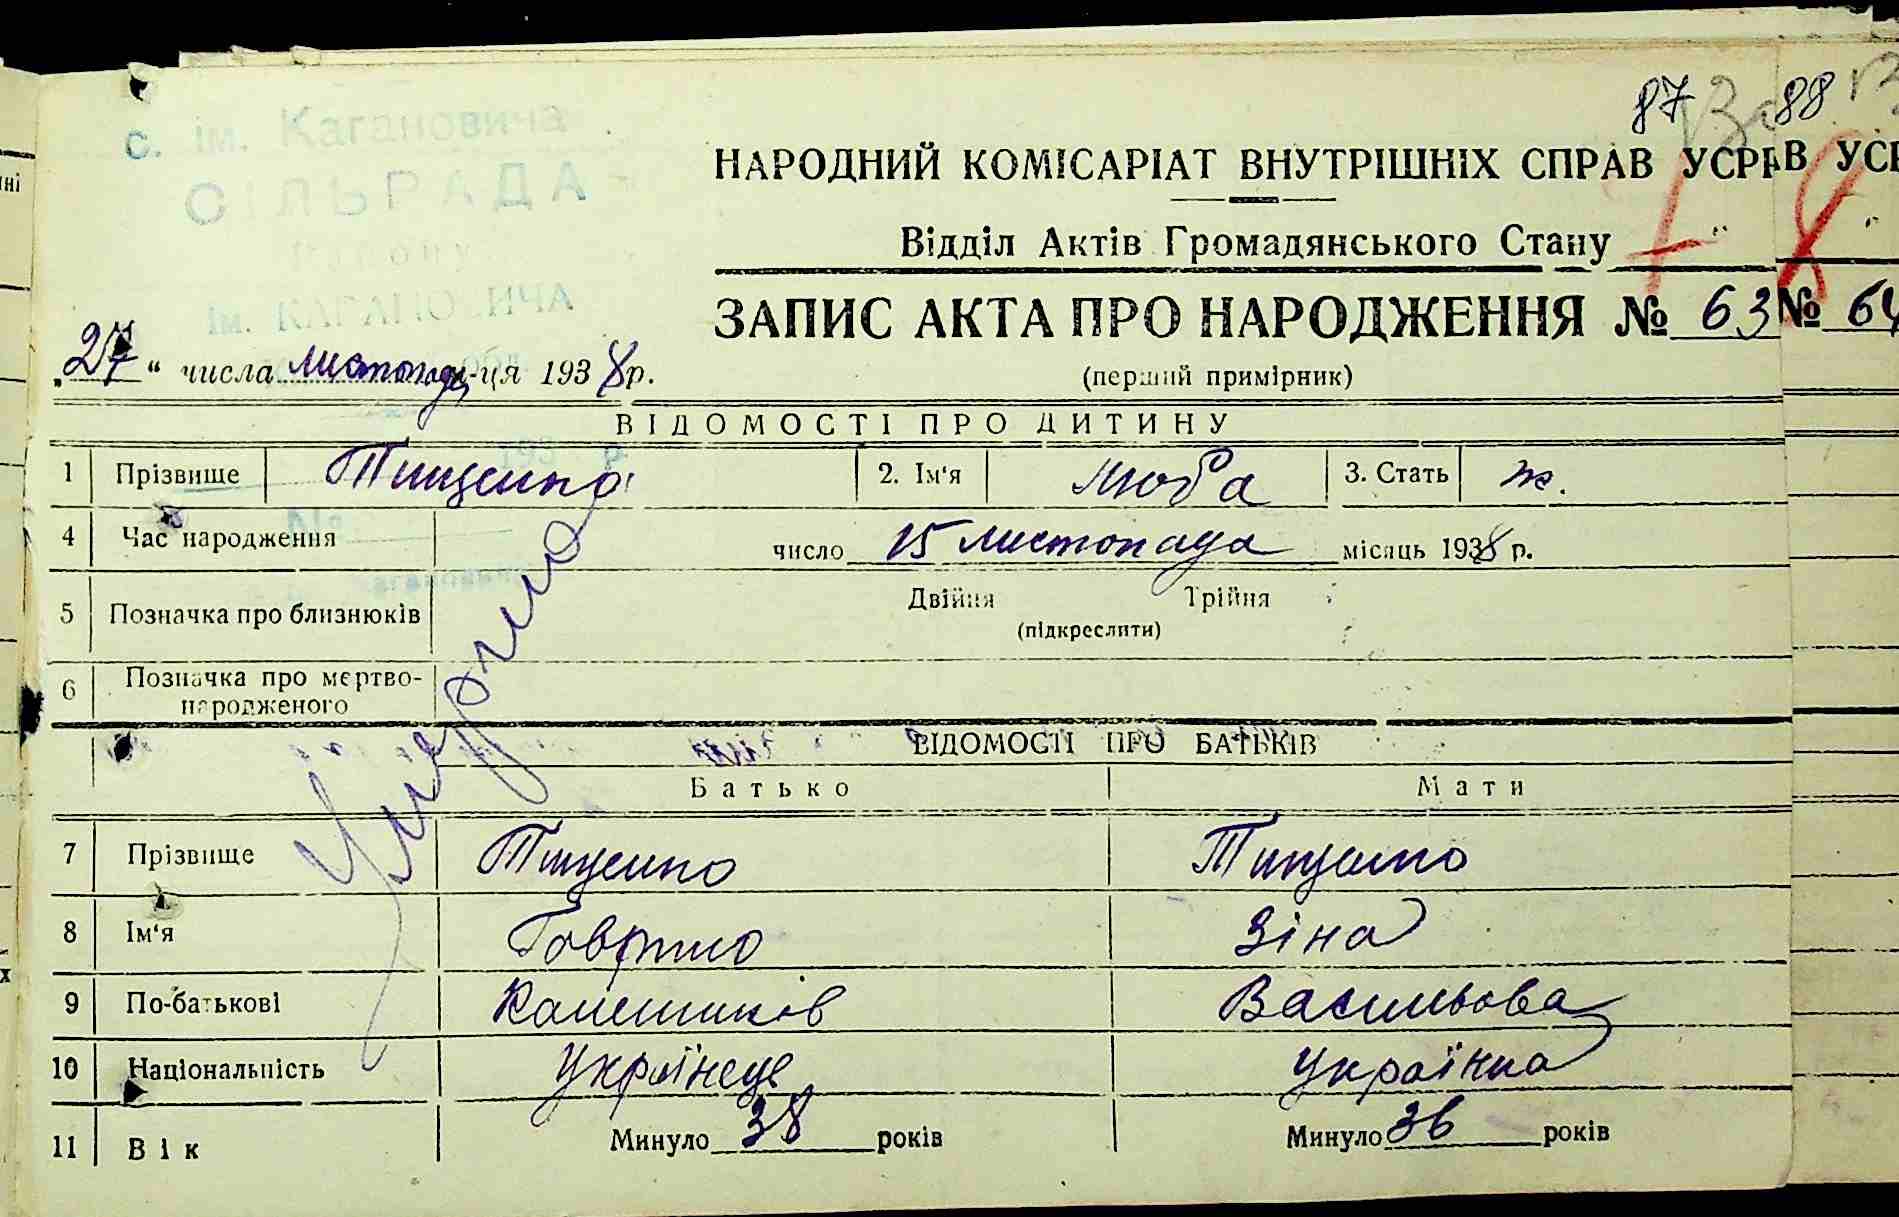 87 88
с. ім. Кагановича
СІЛЬРАДА
Району
ім. КАГАНОВИЧА
НАРОДНИЙ КОМІСАРІАТ ВНУТРІШНІХ СПРАВ УСРР
Відділ Актів Громадянського Стану
ЗАПИС АКТА ПРО НАРОДЖЕННЯ № 63 № 64
„27“ числа листопада м-ця 1938 р.
(перший примірник)
ВІДОМОСТІ ПРО ДИТИНУ
1 Прізвище Тищенко 2. Ім'я Люба 3. Стать ж.
4 Час народження число 15 листопада місяць 1938 р.
5 Позначка про близнюків Двійня Трійня
(підкреслити)
6 Позначка про мертво-
народженого
ВІДОМОСТІ ПРО БАТЬКІВ
Батько Мати
7 Прізвище Тищенко Тищенко
8 Ім'я Гаврило Зіна
9 По-батькові Васильова
10 Національність Українець Українка
11 Вік Минуло 38 років Минуло 36 років